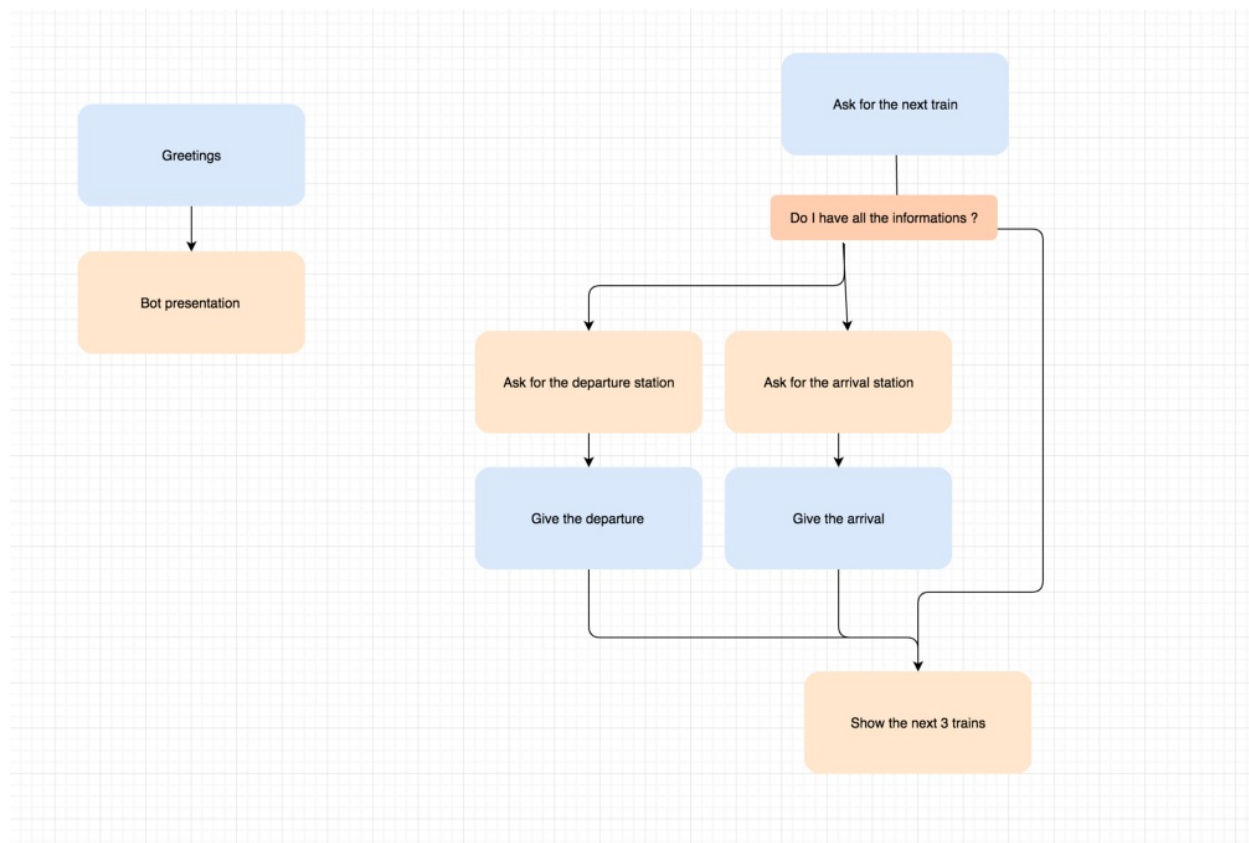 Greetings
Bot presentation
Ask for the next train
Do I have all the informations ?
Ask for the departure station
Ask for the arrival station
Give the departure
Give the arrival
Show the next 3 trains